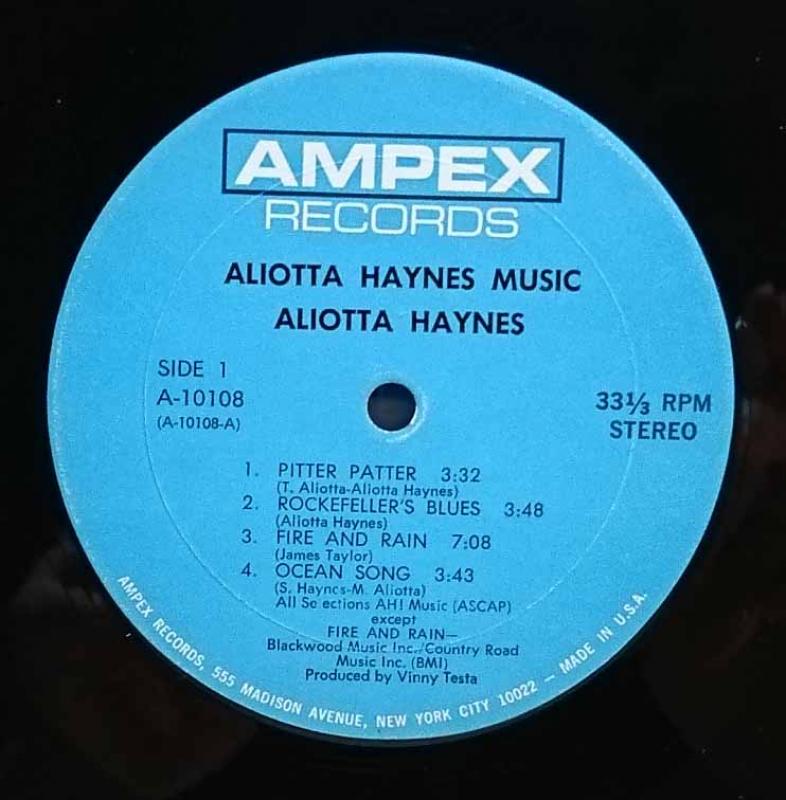 AMPEX
RECORDS
ALIOTTA HAYNES MUSIC
ALIOTTA HAYNES
SIDE 1
A-10108
(A-10108-A)
33⅓ RPM
STEREO
1. PITTER PATTER 3:32
(T. Aliotta-Aliotta Haynes)
2. ROCKEFELLER'S BLUES 3:48
(Aliotta Haynes)
3. FIRE AND RAIN 7:08
(James Taylor)
4. OCEAN SONG 3:43
(S. Haynes-M. Aliotta)
All Se ections AH! Music (ASCAP)
except
FIRE AND RAIN—
Blackwood Music Inc./Country Road
Music Inc. (BMI)
Produced by Vinny Testa
AMPEX RECORDS, 555 MADISON AVENUE, NEW YORK CITY 10022 — MADE IN U.S.A.